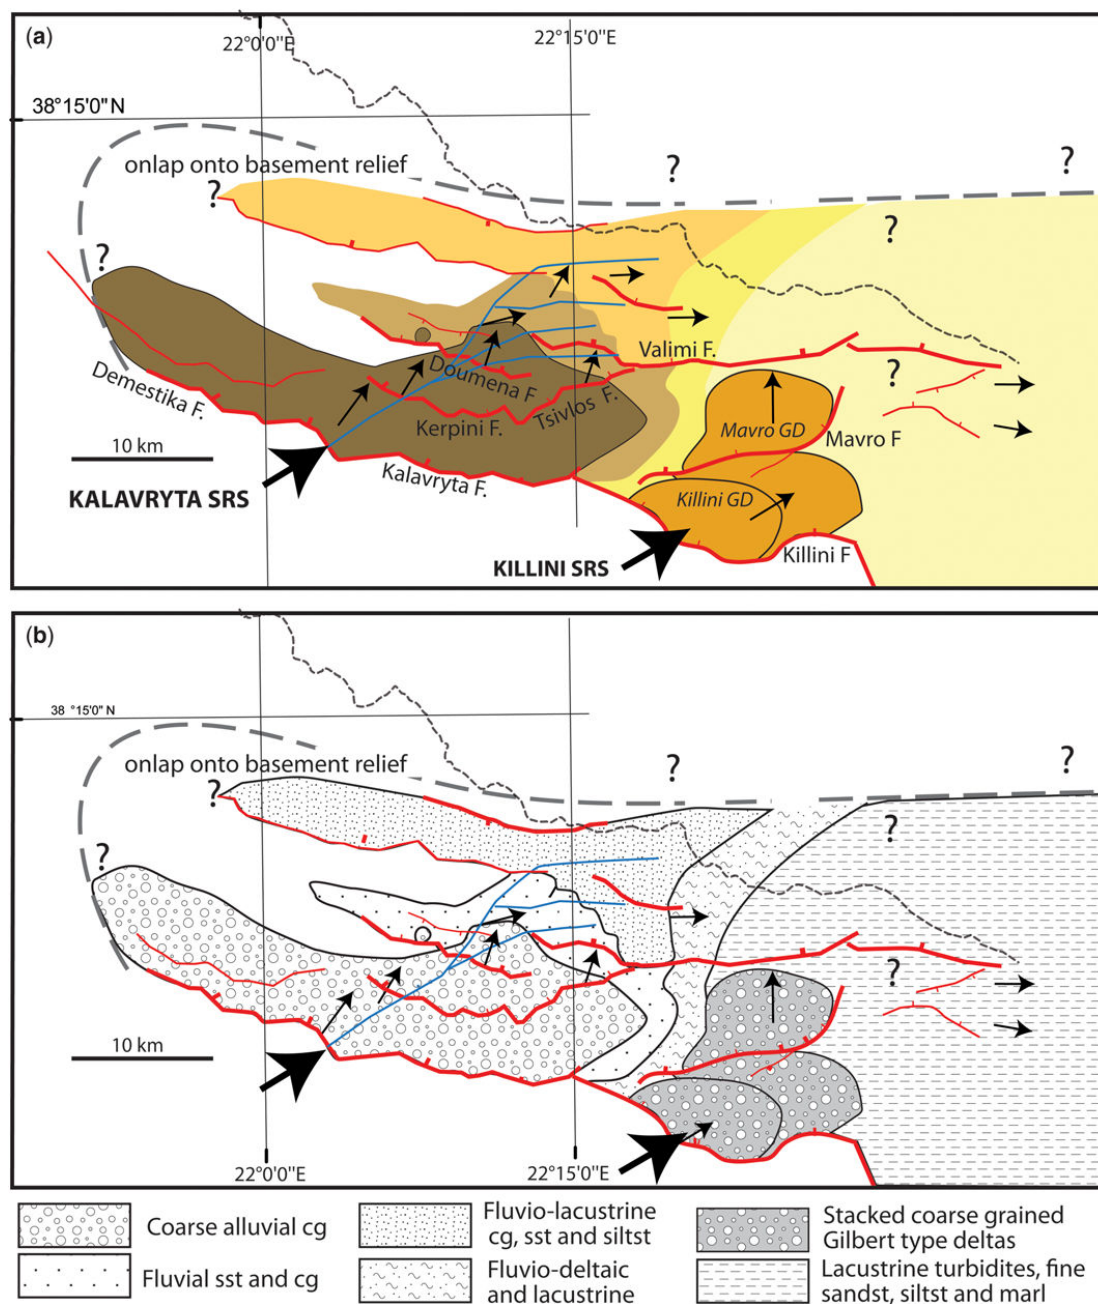 (a)
22°0'0"E
22°15'0"E
38°15'0" N
onlap onto basement relief
?
?
?
?
?
?
Valimi F.
Doumena F
Tsivlos F.
Demestika F.
Kerpini F.
Mavro GD
Mavro F
10 km
Kalavryta F.
KALAVRYTA SRS
Killini GD
KILLINI SRS
Killini F
(b)
38 °15'0" N
onlap onto basement relief
?
?
?
?
?
?
10 km
22°0'0"E
22°15'0"E
Coarse alluvial cg
Fluvial sst and cg
Fluvio-lacustrine
cg, sst and siltst
Fluvio-deltaic
and lacustrine
Stacked coarse grained
Gilbert type deltas
Lacustrine turbidites, fine
sandst, siltst and marl